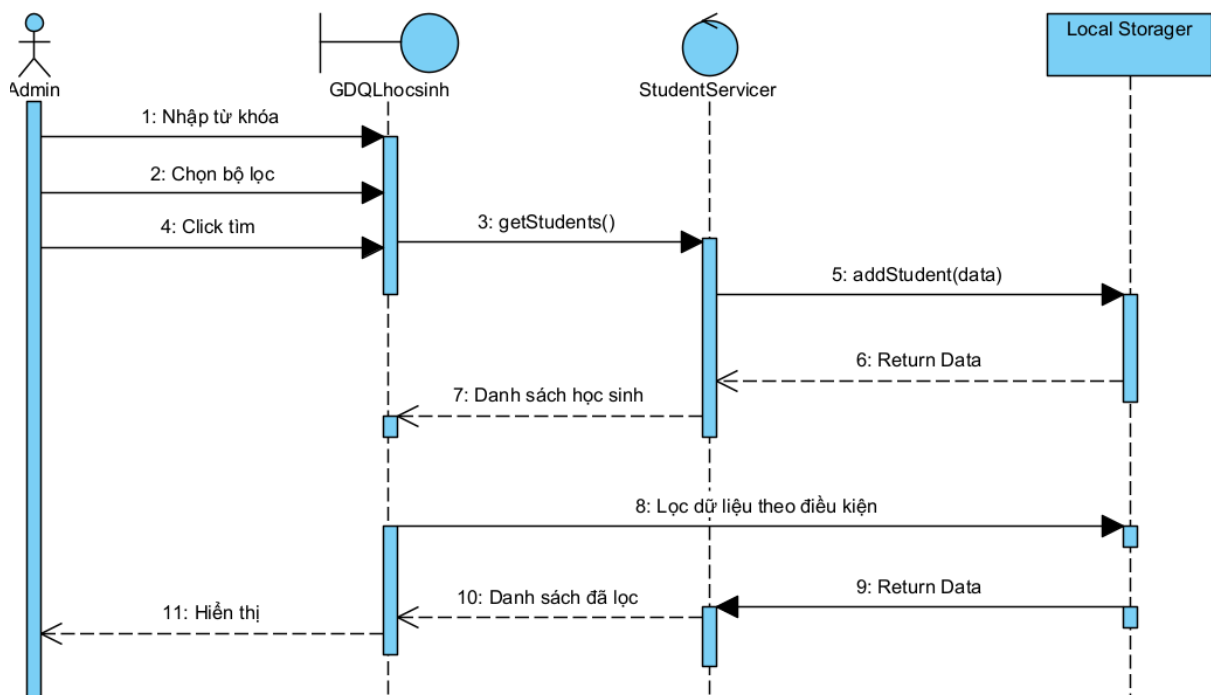 Local Storager
Admin
GDQLhocsinh
StudentServicer
1: Nhập từ khóa
2: Chọn bộ lọc
4: Click tìm
3: getStudents()
5: addStudent(data)
6: Return Data
7: Danh sách học sinh
8: Lọc dữ liệu theo điều kiện
9: Return Data
10: Danh sách đã lọc
11: Hiển thị